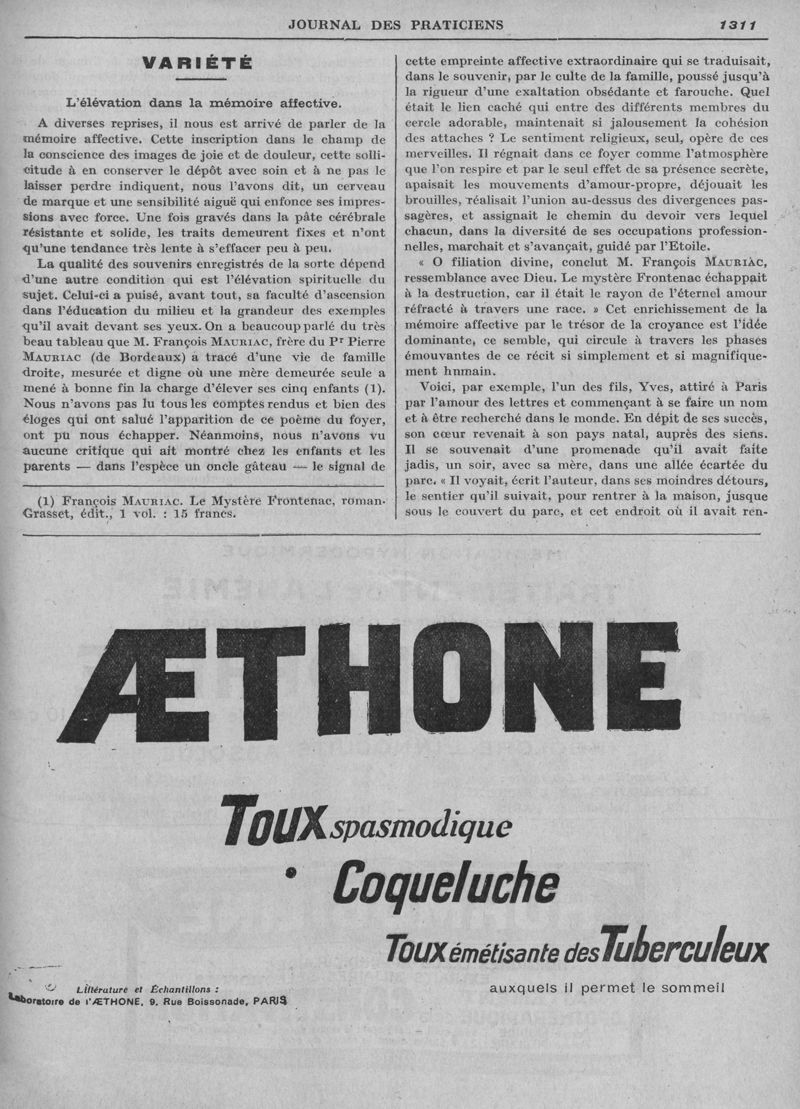 JOURNAL DES PRATICIENS 1311
VARIÉTÉ
L'élévation dans la mémoire affective.
A diverses reprises, il nous est arrivé de parler de la
mémoire affective. Cette inscription dans le champ de
la conscience des images de joie et de douleur, cette solli-
citude à en conserver le dépôt avec soin et à ne pas le
laisser perdre indiquent, nous l'avons dit, un cerveau
de marque et une sensibilité aiguë qui enfonce ses impres-
sions avec force. Une fois gravés dans la pâte cérébrale
résistante et solide, les traits demeurent fixes et n'ont
qu'une tendance très lente à s'effacer peu à peu.
La qualité des souvenirs enregistrés de la sorte dépend
d'une autre condition qui est l'élévation spirituelle du
sujet. Celui-ci a puisé, avant tout, sa faculté d'ascension
dans l'éducation du milieu et la grandeur des exemples
qu'il avait devant ses yeux. On a beaucoup parlé du très
beau tableau que M. François MAURIAC, frère du Pr Pierre
MAURIAC (de Bordeaux) a tracé d'une vie de famille
droite, mesurée et digne où une mère demeurée seule a
mené à bonne fin la charge d'élever ses cinq enfants (1).
Nous n'avons pas lu tous les comptes rendus et bien des
éloges qui ont salué l'apparition de ce poème du foyer,
ont pu nous échapper. Néanmoins, nous n'avons vu
aucune critique qui ait montré chez les enfants et les
parents — dans l'espèce un oncle gâteau — le signal de
(1) François MAURIAC. Le Mystère Frontenac, roman-
Grasset, édit., 1 vol. : 15 francs.
cette empreinte affective extraordinaire qui se traduisait,
dans le souvenir, par le culte de la famille, poussé jusqu'à
la rigueur d'une exaltation obsédante et farouche. Quel
était le lien caché qui entre des différents membres du
cercle adorable, maintenait si jalousement la cohésion
des attaches ? Le sentiment religieux, seul, opère de ces
merveilles. Il régnait dans ce foyer comme l'atmosphère
que l'on respire et par le seul effet de sa présence secrète,
apaisait les mouvements d'amour-propre, déjouait les
brouilles, réalisait l'union au-dessus des divergences pas-
sagères, et assignait le chemin du devoir vers lequel
chacun, dans la diversité de ses occupations profession-
nelles, marchait et s'avançait, guidé par l'Etoile.
« O filiation divine, conclut M. François MAURIAC,
ressemblance avec Dieu. Le mystère Frontenac échappait
à la destruction, car il était le rayon de l'éternel amour
réfracté à travers une race. » Cet enrichissement de la
mémoire affective par le trésor de la croyance est l'idée
dominante, ce semble, qui circule à travers les phases
émouvantes de ce récit si simplement et si magnifique-
ment hnmain.
Voici, par exemple, l'un des fils, Yves, attiré à Paris
par l'amour des lettres et commençant à se faire un nom
et à être recherché dans le monde. En dépit de ses succès,
son cœur revenait à son pays natal, auprès des siens.
Il se souvenait d'une promenade qu'il avait faite
jadis, un soir, avec sa mère, dans une allée écartée du
parc. « Il voyait, écrit l'auteur, dans ses moindres détours,
le sentier qu'il suivait, pour rentrer à la maison, jusque
sous le couvert du parc, et cet endroit où il avait ren-
ÆTHONE
Toux spasmodique
Coqueluche
Toux émétisante des Tuberculeux
auxquels il permet le sommeil
Littérature et Échantillons :
Laboratoire de l'ÆTHONE, 9, Rue Boissonade, PARIS